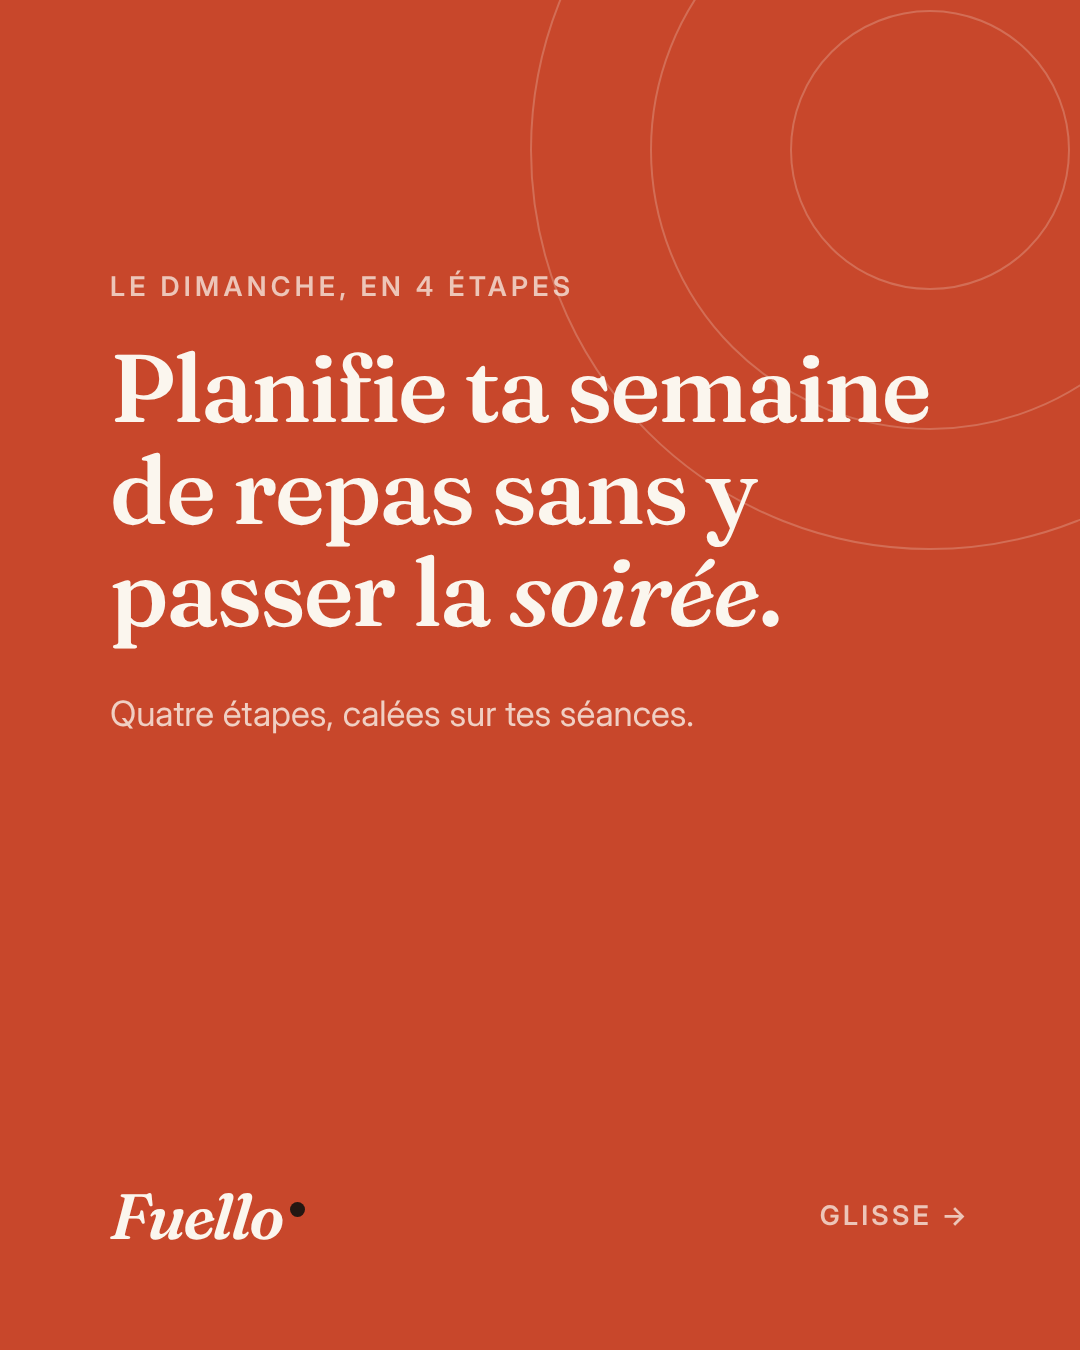 LE DIMANCHE, EN 4 ÉTAPES
Planifie ta semaine
de repas sans y
passer la soirée.
Quatre étapes, calées sur tes séances.
Fuello
GLISSE →